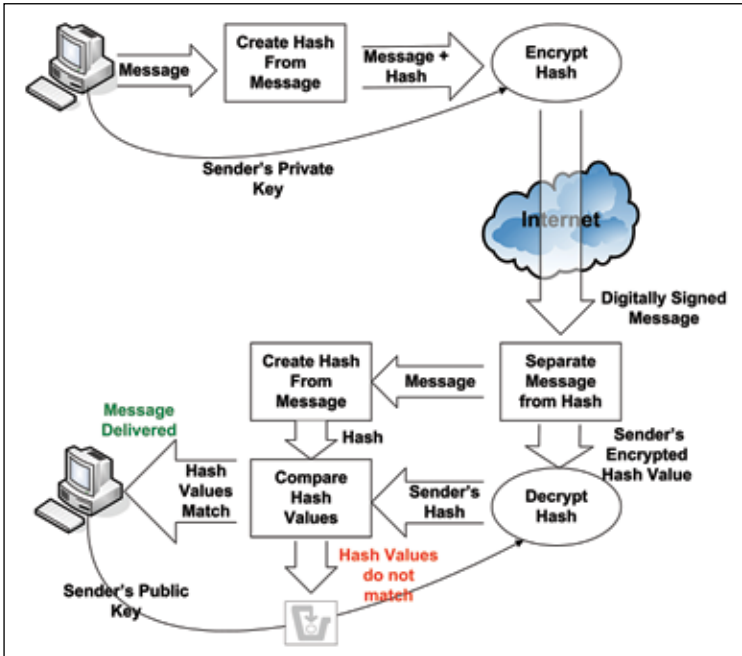 Message
Create Hash
From
Message
Message +
Hash
Encrypt
Hash
Sender's Private
Key
Internet
Digitally Signed
Message
Separate
Message
from Hash
Message
Create Hash
From
Message
Hash
Sender's
Encrypted
Hash Value
Decrypt
Hash
Sender's
Hash
Compare
Hash
Values
Hash
Values
Match
Message
Delivered
Hash Values
do not
match
Sender's Public
Key